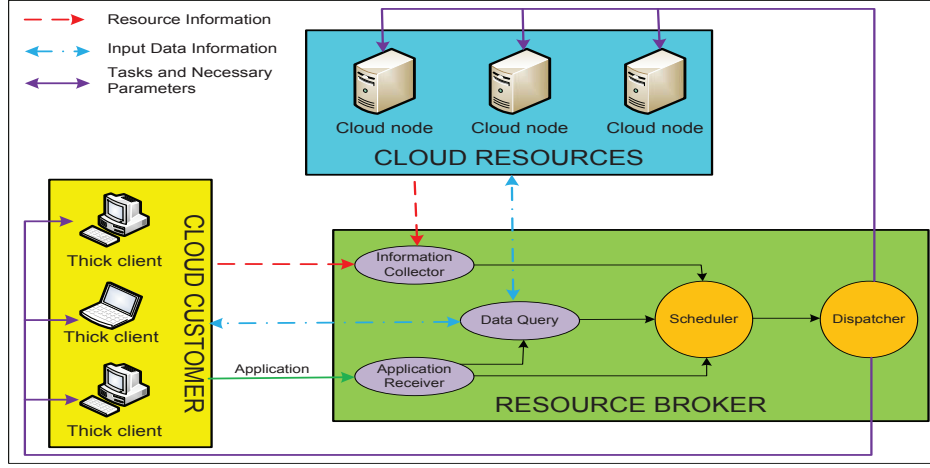 Resource Information
Input Data Information
Tasks and Necessary
Parameters
Cloud node
Cloud node
Cloud node
CLOUD RESOURCES
Thick client
Thick client
Thick client
CLOUD CUSTOMER
Application
Information
Collector
Data Query
Application
Receiver
Scheduler
Dispatcher
RESOURCE BROKER